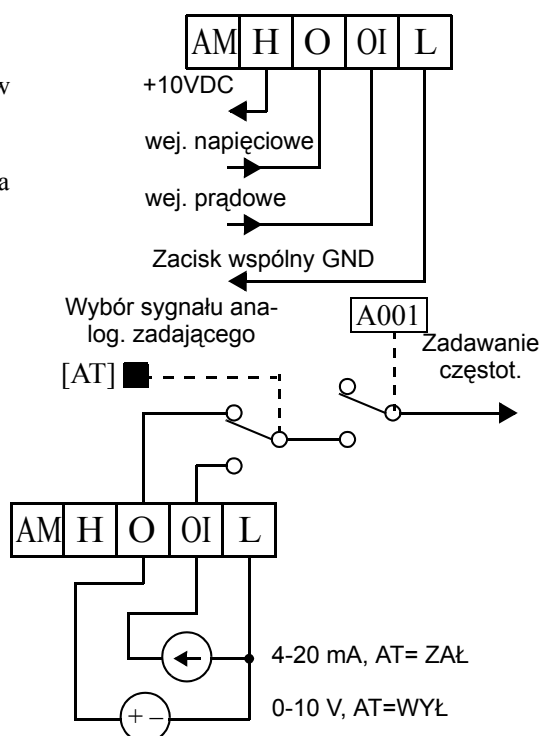 AM H O OI L
w
+10VDC
wej. napięciowe
a
wej. prądowe
Zacisk wspólny GND
Wybór sygnału ana-
log. zadającego
A001
Zadawanie
częstot.
[AT]
AM H O OI L
4-20 mA, AT= ZAŁ
0-10 V, AT=WYŁ
+ –